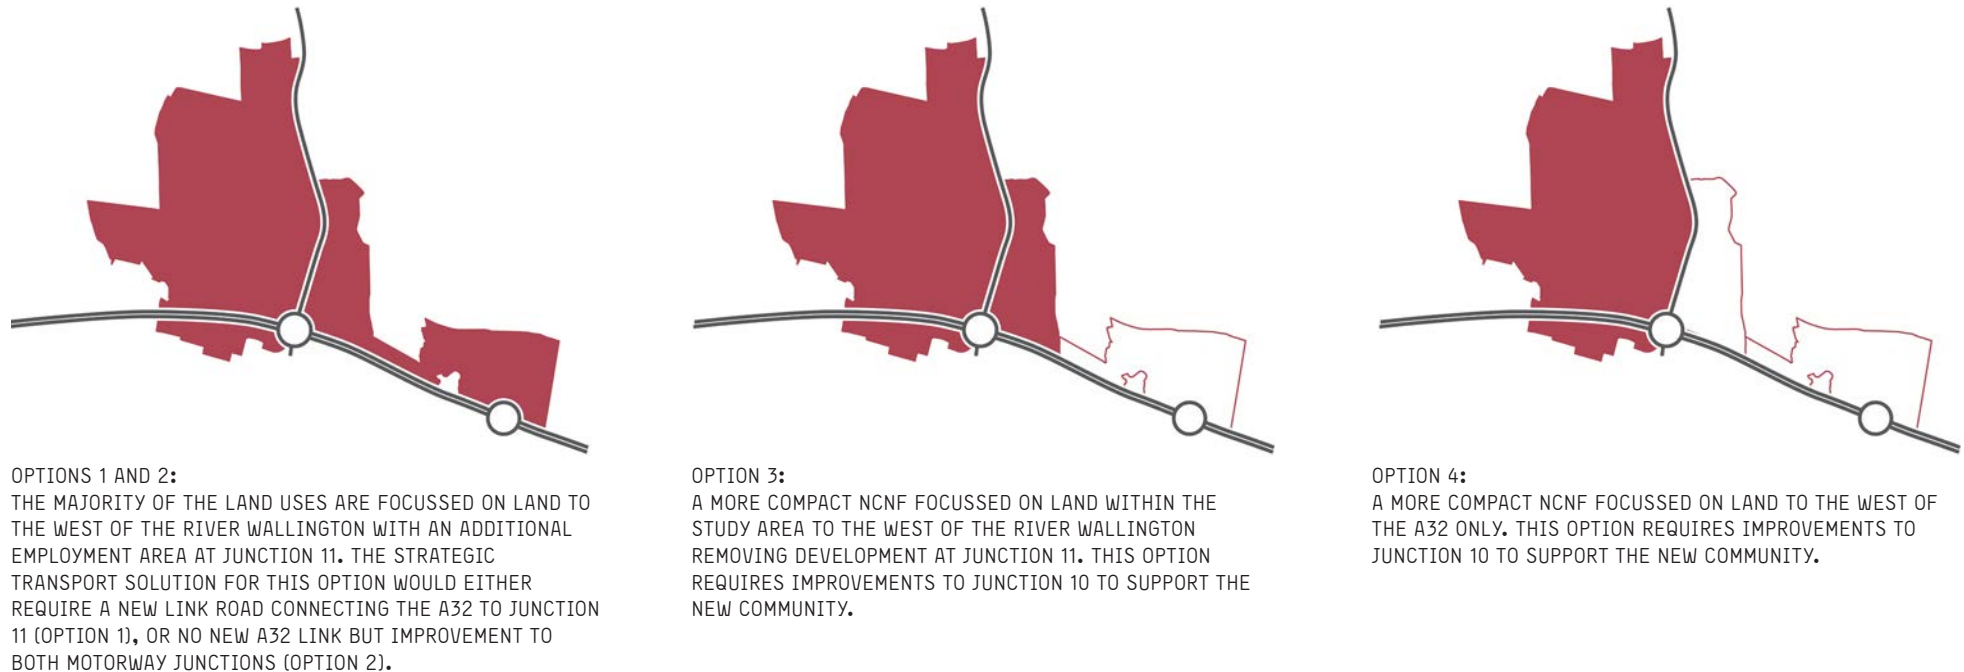 OPTIONS 1 AND 2:
THE MAJORITY OF THE LAND USES ARE FOCUSSED ON LAND TO
THE WEST OF THE RIVER WALLINGTON WITH AN ADDITIONAL
EMPLOYMENT AREA AT JUNCTION 11. THE STRATEGIC
TRANSPORT SOLUTION FOR THIS OPTION WOULD EITHER
REQUIRE A NEW LINK ROAD CONNECTING THE A32 TO JUNCTION
11 (OPTION 1), OR NO NEW A32 LINK BUT IMPROVEMENT TO
BOTH MOTORWAY JUNCTIONS (OPTION 2).
OPTION 3:
A MORE COMPACT NCNF FOCUSSED ON LAND WITHIN THE
STUDY AREA TO THE WEST OF THE RIVER WALLINGTON
REMOVING DEVELOPMENT AT JUNCTION 11. THIS OPTION
REQUIRES IMPROVEMENTS TO JUNCTION 10 TO SUPPORT THE
NEW COMMUNITY.
OPTION 4:
A MORE COMPACT NCNF FOCUSSED ON LAND TO THE WEST OF
THE A32 ONLY. THIS OPTION REQUIRES IMPROVEMENTS TO
JUNCTION 10 TO SUPPORT THE NEW COMMUNITY.